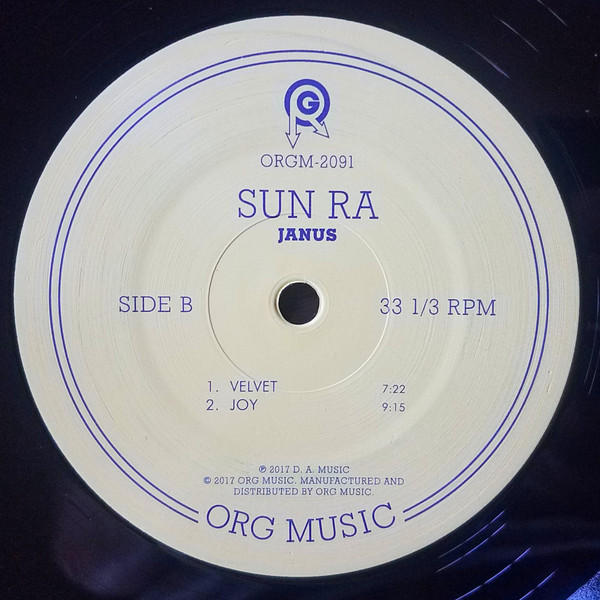 ORG
ORGM-2091
SUN RA
JANUS
SIDE B
33 1/3 RPM
1. VELVET 7:22
2. JOY 9:15
℗ 2017 D. A. MUSIC
© 2017 ORG MUSIC. MANUFACTURED AND
DISTRIBUTED BY ORG MUSIC.
ORG MUSIC